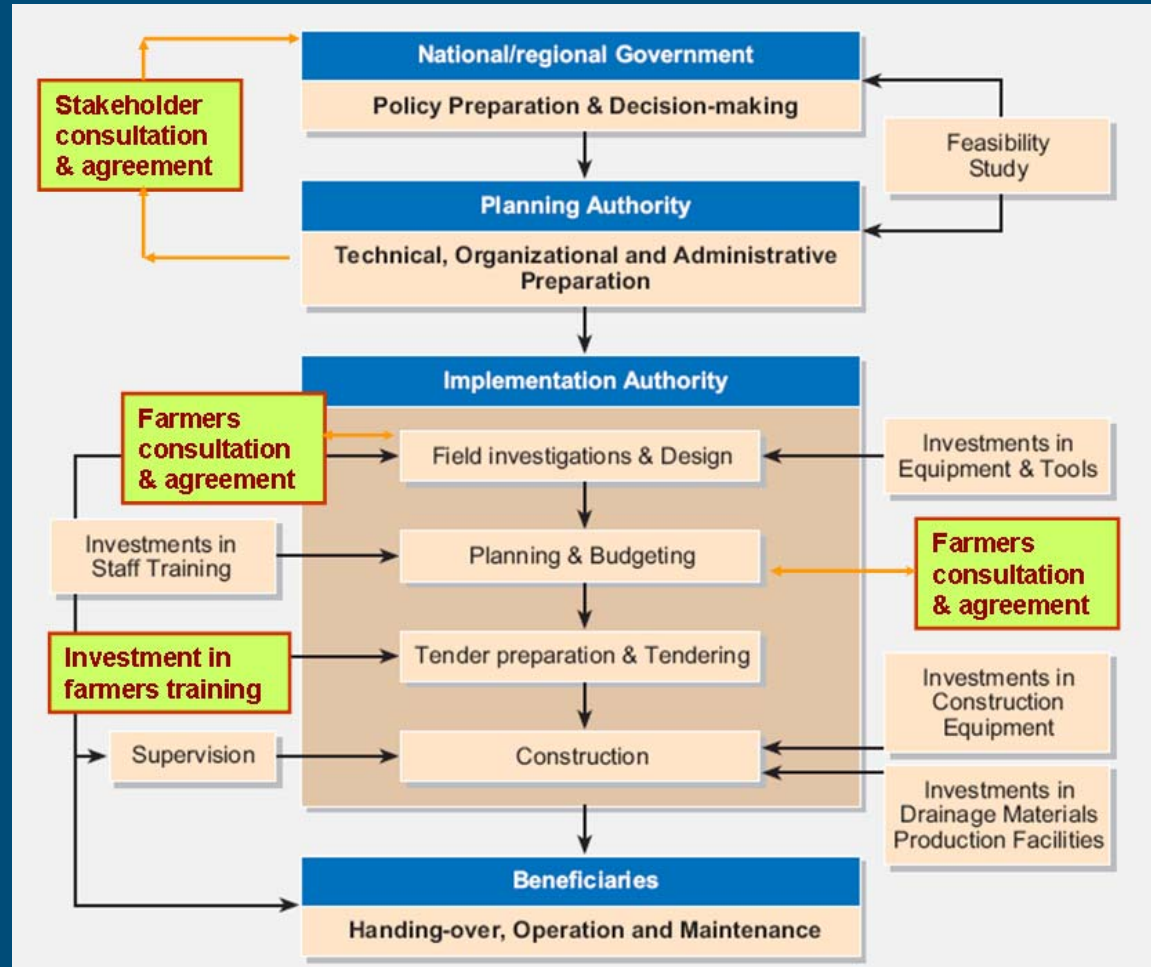 National/regional Government
Policy Preparation & Decision-making
Stakeholder
consultation
& agreement
Feasibility
Study
Planning Authority
Technical, Organizational and Administrative
Preparation
Implementation Authority
Farmers
consultation
& agreement
Field investigations & Design
Investments in
Equipment & Tools
Investments in
Staff Training
Planning & Budgeting
Farmers
consultation
& agreement
Investment in
farmers training
Tender preparation & Tendering
Investments in
Construction
Equipment
Supervision
Construction
Investments in
Drainage Materials
Production Facilities
Beneficiaries
Handing-over, Operation and Maintenance